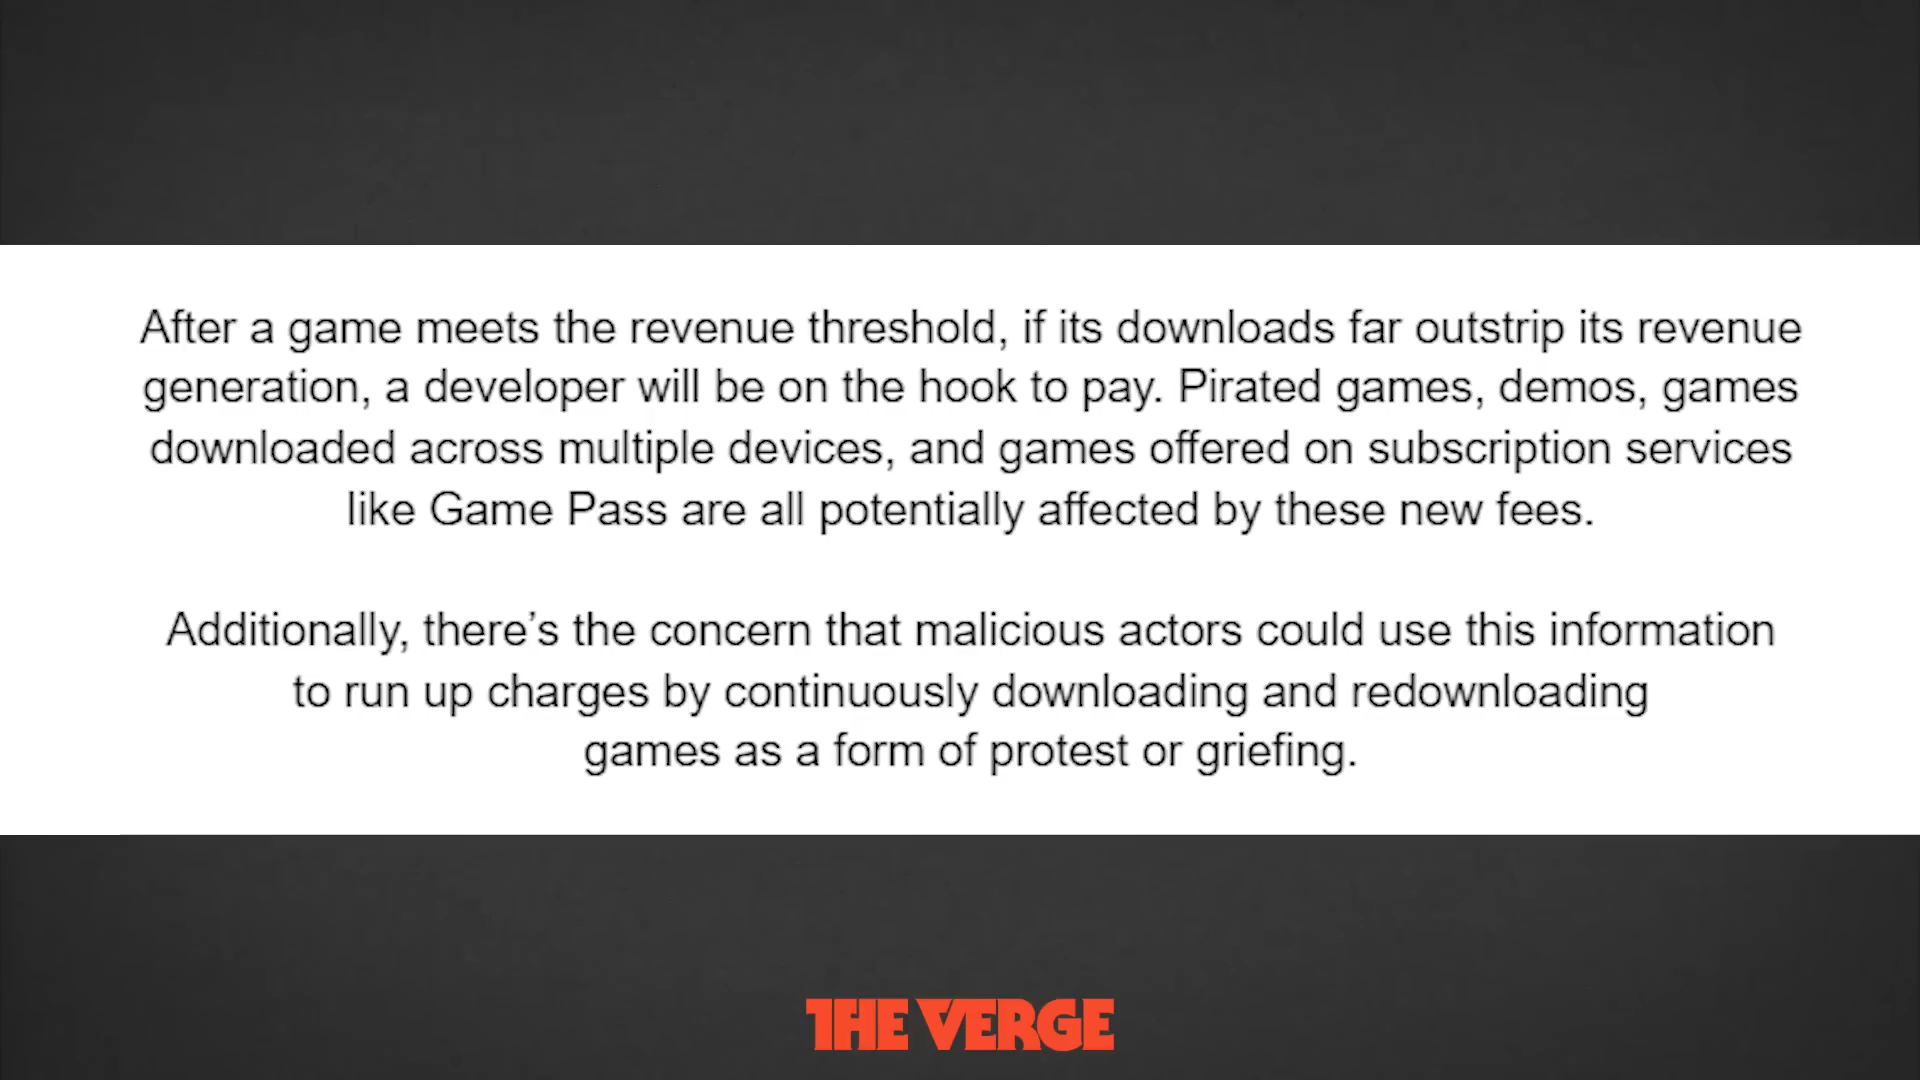 After a game meets the revenue threshold, if its downloads far outstrip its revenue
generation, a developer will be on the hook to pay. Pirated games, demos, games
downloaded across multiple devices, and games offered on subscription services
like Game Pass are all potentially affected by these new fees.
Additionally, there’s the concern that malicious actors could use this information
to run up charges by continuously downloading and redownloading
games as a form of protest or griefing.
THE VERGE